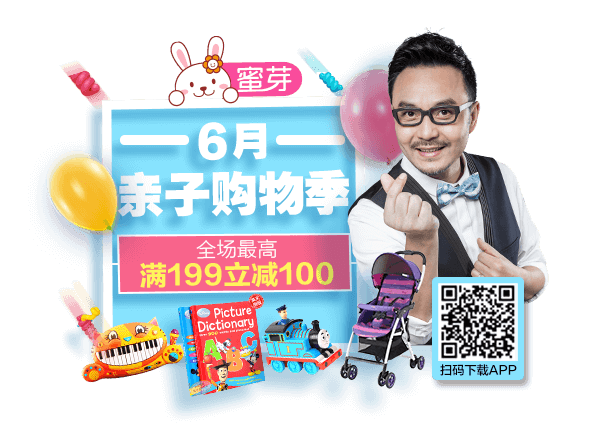 蜜芽
6月
亲子购物季
全场最高
满199立减100
Picture
Dictionary
ABC
扫码下载APP